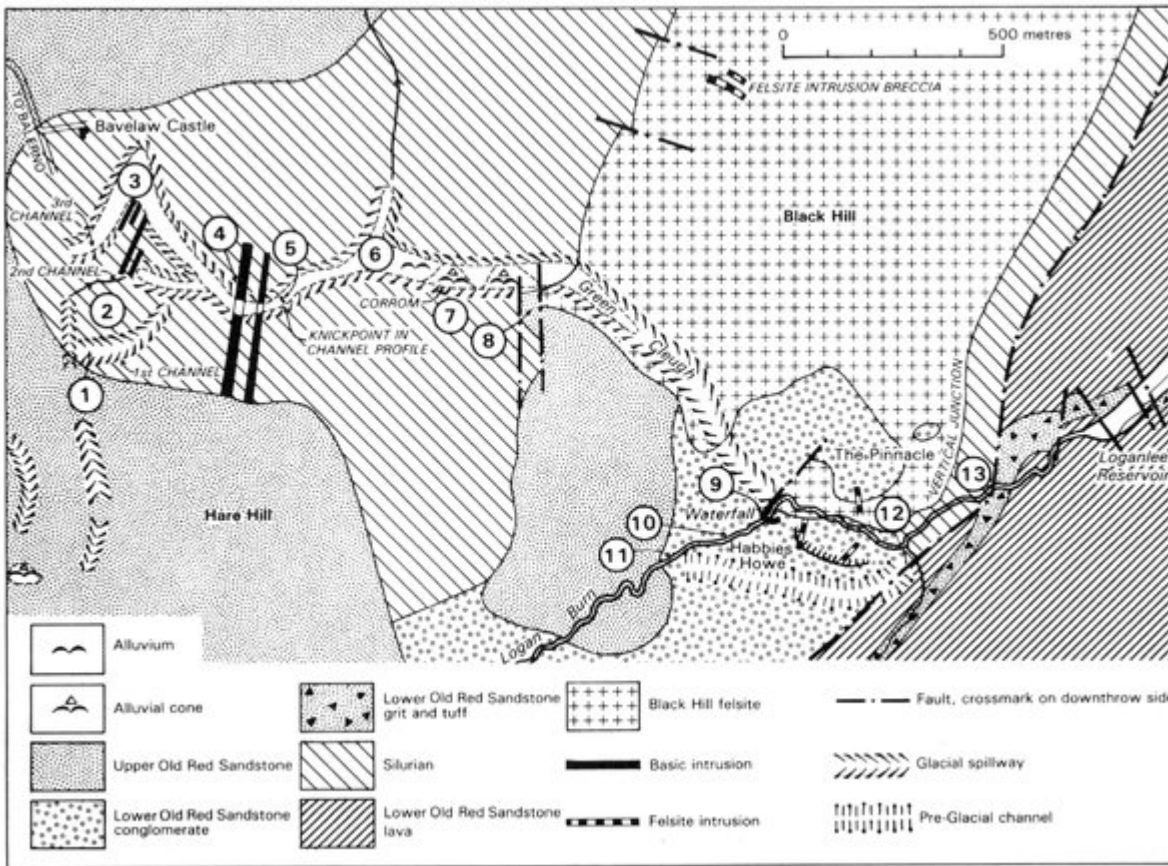 0
500 metres
FELSITE INTRUSION BRECCIA
TO BALERNO
Bavelaw Castle
3
3rd
CHANNEL
4
5
6
Black Hill
2nd CHANNEL
2
CORROM
7
8
Green
Cleugh
KNICKPOINT IN
CHANNEL PROFILE
1st CHANNEL
1
VERTICAL JUNCTION
The Pinnacle
13
Loganlee
Reservoir
9
Waterfall
12
Hare Hill
10
Habbies
Howe
11
Logan Burn
Alluvium
Alluvial cone
Upper Old Red Sandstone
Lower Old Red Sandstone
conglomerate
Lower Old Red Sandstone
grit and tuff
Silurian
Lower Old Red Sandstone
lava
Black Hill felsite
Basic intrusion
Felsite intrusion
Fault, crossmark on downthrow side
Glacial spillway
Pre-Glacial channel